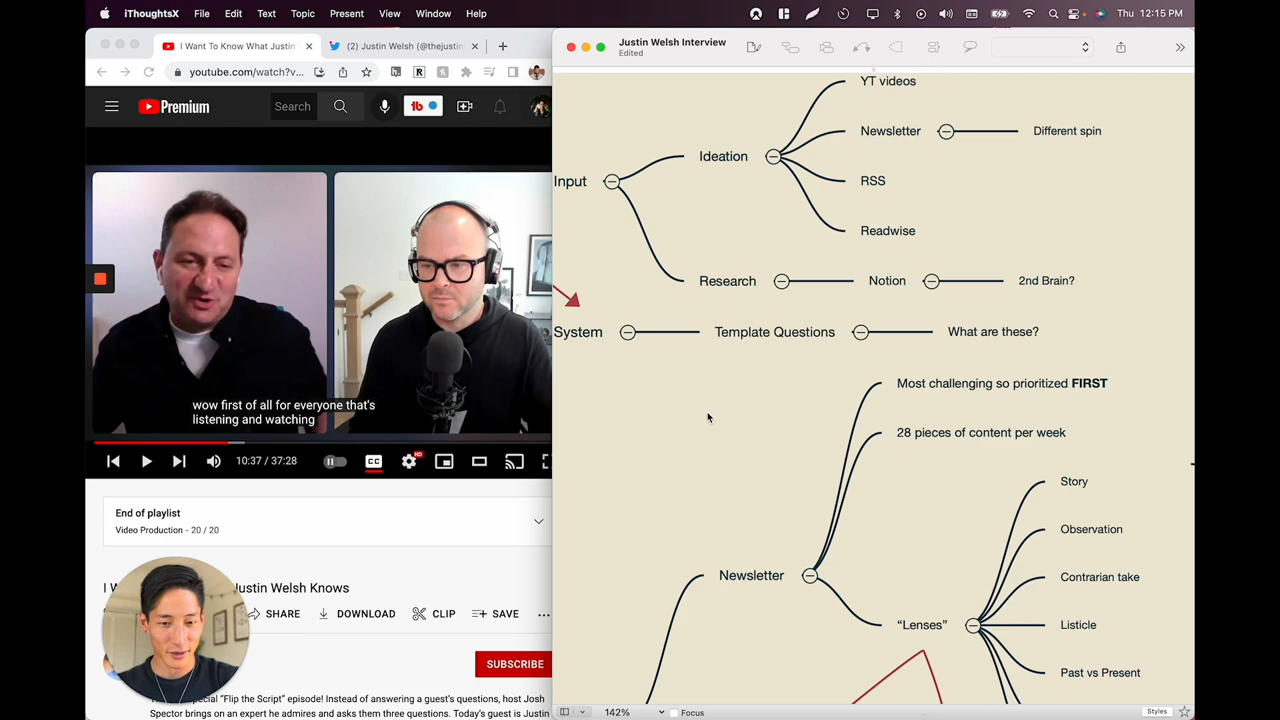 iThoughtsX File Edit Text Topic Present View Window Help
Thu 12:15 PM
I Want To Know What Justin
(2) Justin Welsh (@thejustin
youtube.com/watch?v...
Premium
Search
wow first of all for everyone that's
listening and watching
10:37 / 37:28
CC
HD
End of playlist
Video Production - 20 / 20
Justin Welsh Knows
SHARE
DOWNLOAD
CLIP
SAVE
SUBSCRIBE
special "Flip the Script" episode! Instead of answering a guest's questions, host Josh
Spector brings on an expert he admires and asks them three questions. Today's guest is Justin
Justin Welsh Interview
Edited
YT videos
Newsletter
Different spin
Ideation
Input
RSS
Readwise
Research
Notion
2nd Brain?
System
Template Questions
What are these?
Most challenging so prioritized FIRST
28 pieces of content per week
Story
Observation
Newsletter
Contrarian take
“Lenses”
Listicle
Past vs Present
142%
Focus
Styles